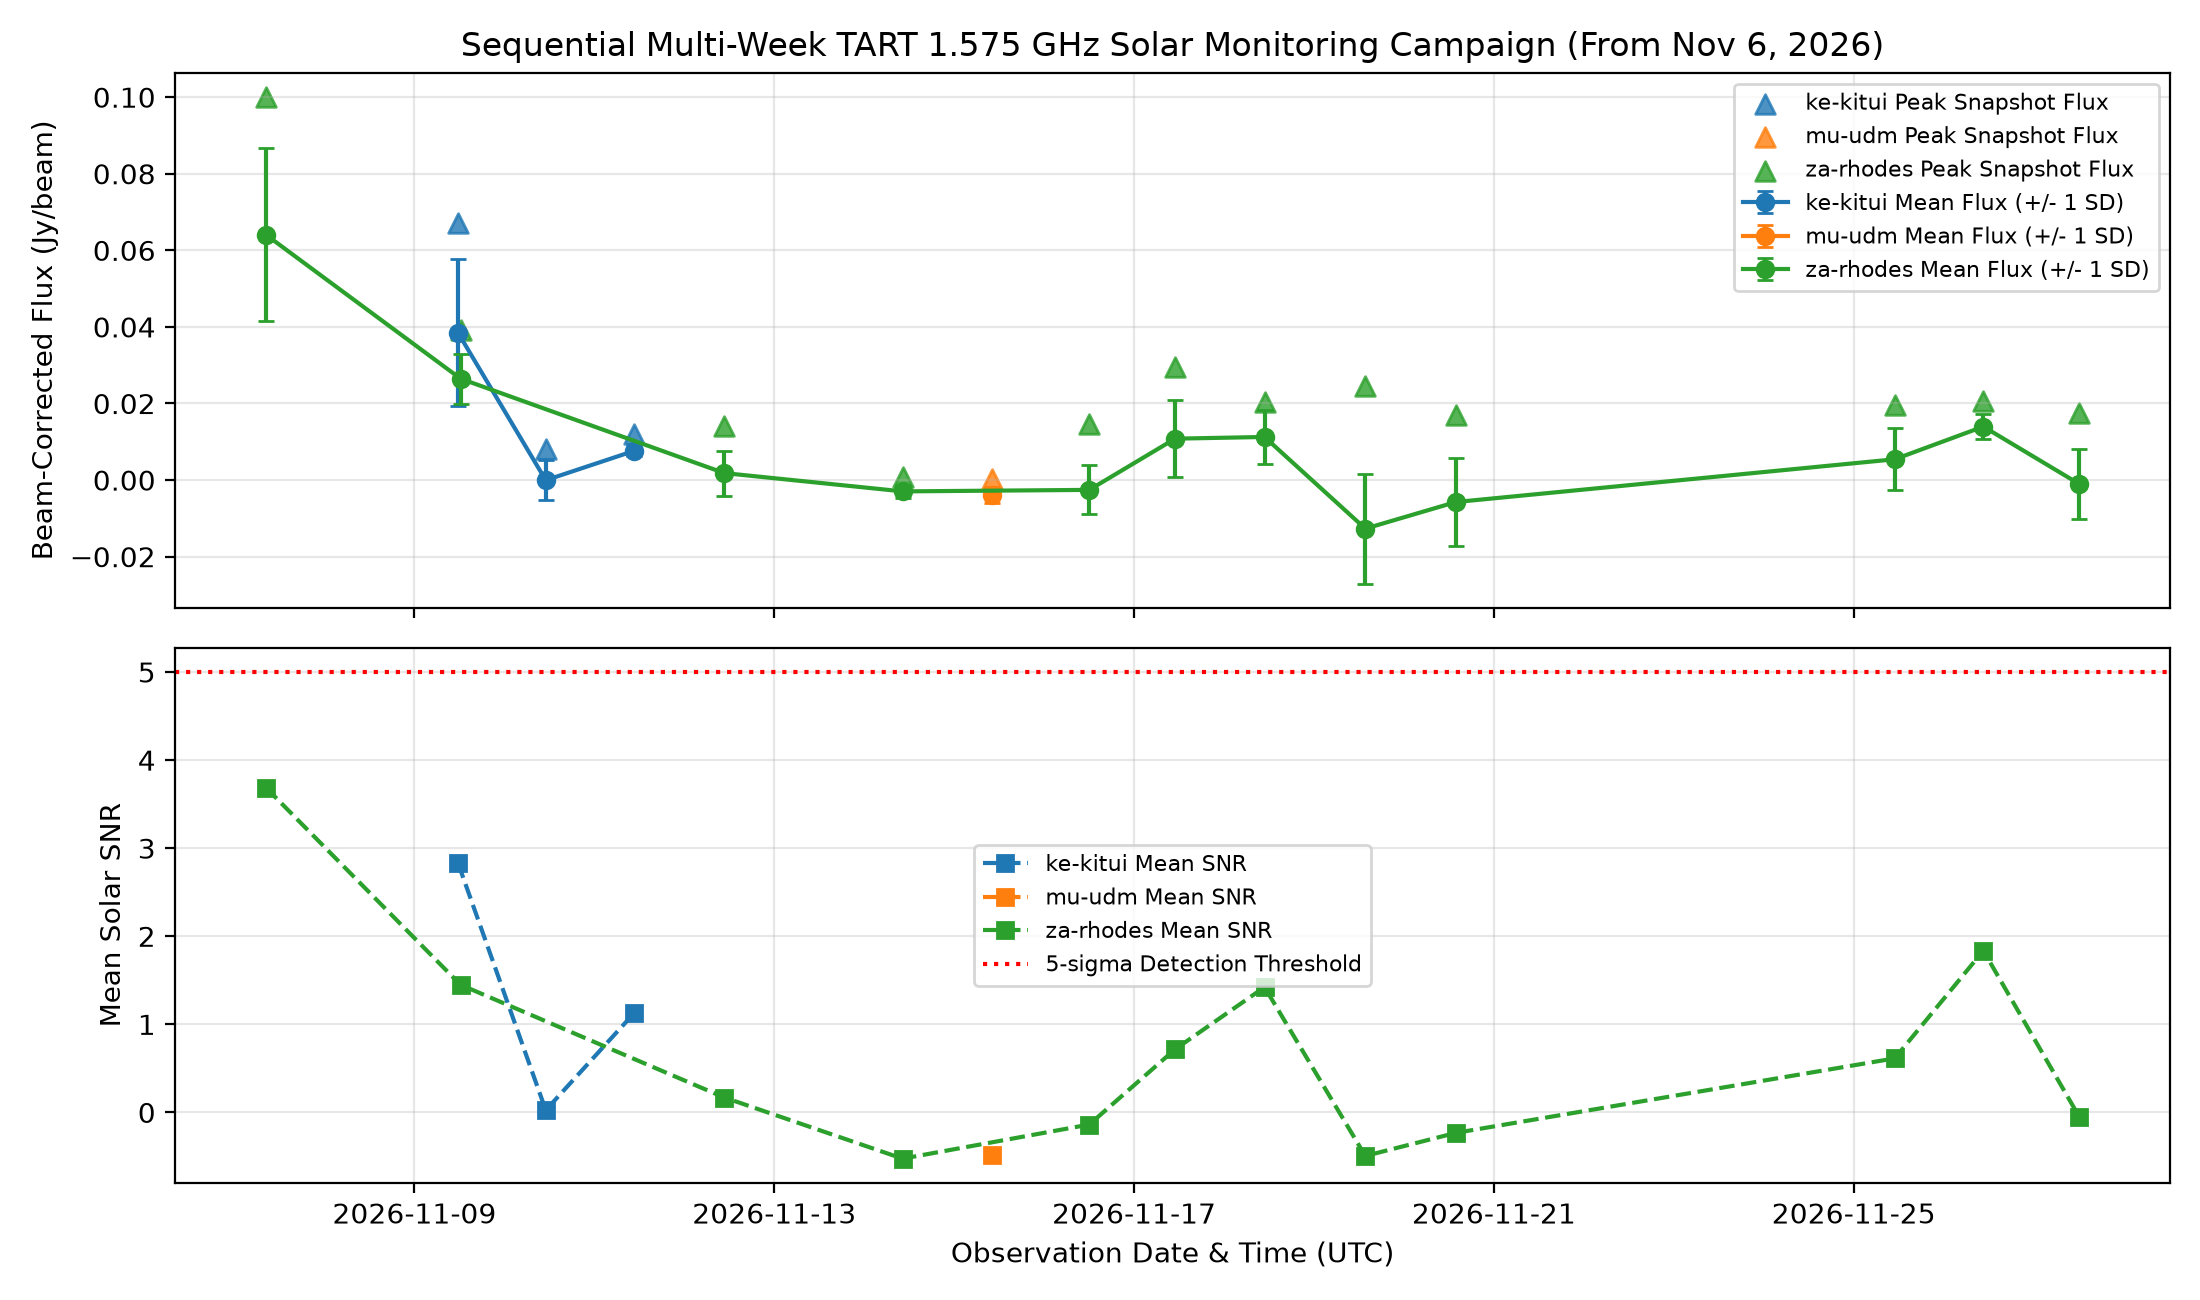 Sequential Multi-Week TART 1.575 GHz Solar Monitoring Campaign (From Nov 6, 2026)
Beam-Corrected Flux (Jy/beam)
0.10
0.08
0.06
0.04
0.02
0.00
−0.02
ke-kitui Peak Snapshot Flux
mu-udm Peak Snapshot Flux
za-rhodes Peak Snapshot Flux
ke-kitui Mean Flux (+/- 1 SD)
mu-udm Mean Flux (+/- 1 SD)
za-rhodes Mean Flux (+/- 1 SD)
Mean Solar SNR
5
4
3
2
1
0
ke-kitui Mean SNR
mu-udm Mean SNR
za-rhodes Mean SNR
5-sigma Detection Threshold
2026-11-09 2026-11-13 2026-11-17 2026-11-21 2026-11-25
Observation Date & Time (UTC)